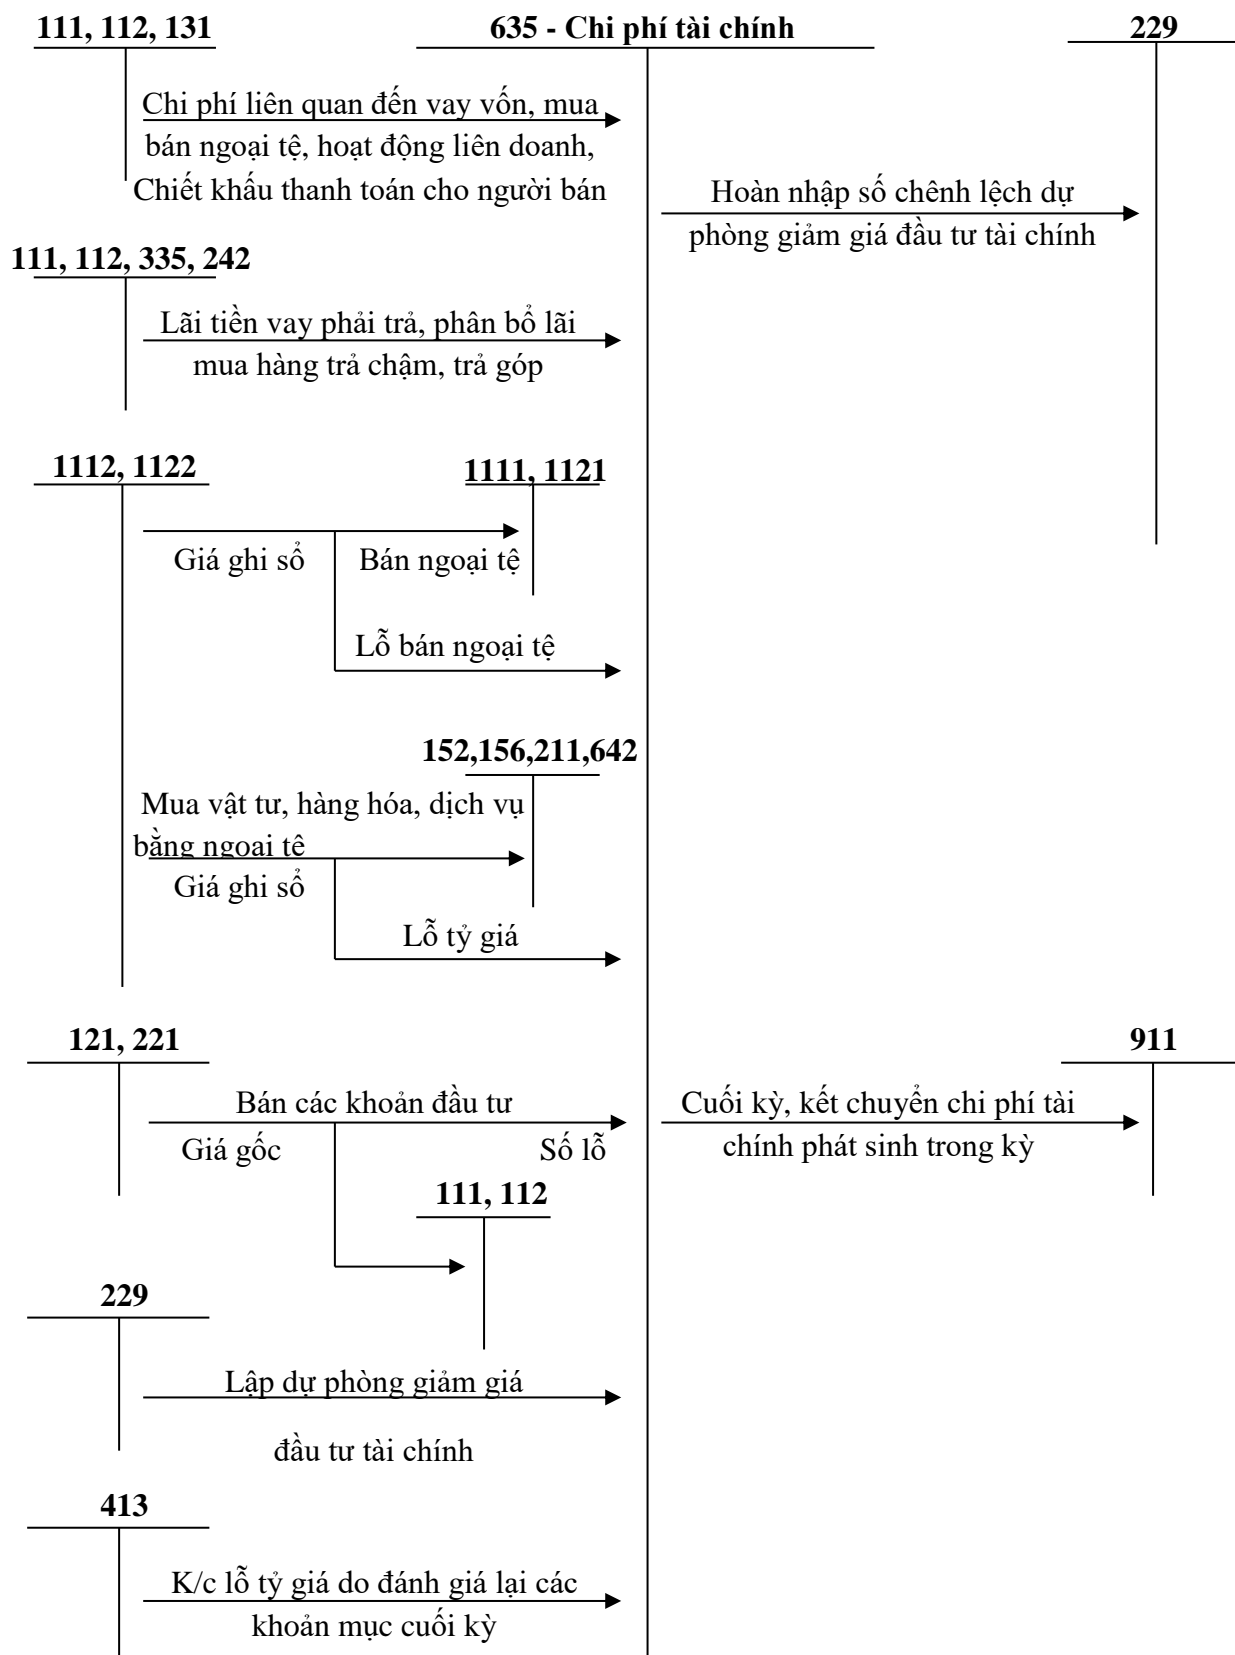 111, 112, 131
635 - Chi phí tài chính
229
Chi phí liên quan đến vay vốn, mua
bán ngoại tệ, hoạt động liên doanh,
Chiết khấu thanh toán cho người bán
Hoàn nhập số chênh lệch dự
phòng giảm giá đầu tư tài chính
111, 112, 335, 242
Lãi tiền vay phải trả, phân bổ lãi
mua hàng trả chậm, trả góp
1112, 1122
1111, 1121
Giá ghi sổ
Bán ngoại tệ
Lỗ bán ngoại tệ
152,156,211,642
Mua vật tư, hàng hóa, dịch vụ
bằng ngoại tệ
Giá ghi sổ
Lỗ tỷ giá
121, 221
911
Bán các khoản đầu tư
Giá gốc
Số lỗ
Cuối kỳ, kết chuyển chi phí tài
chính phát sinh trong kỳ
111, 112
229
Lập dự phòng giảm giá
đầu tư tài chính
413
K/c lỗ tỷ giá do đánh giá lại các
khoản mục cuối kỳ